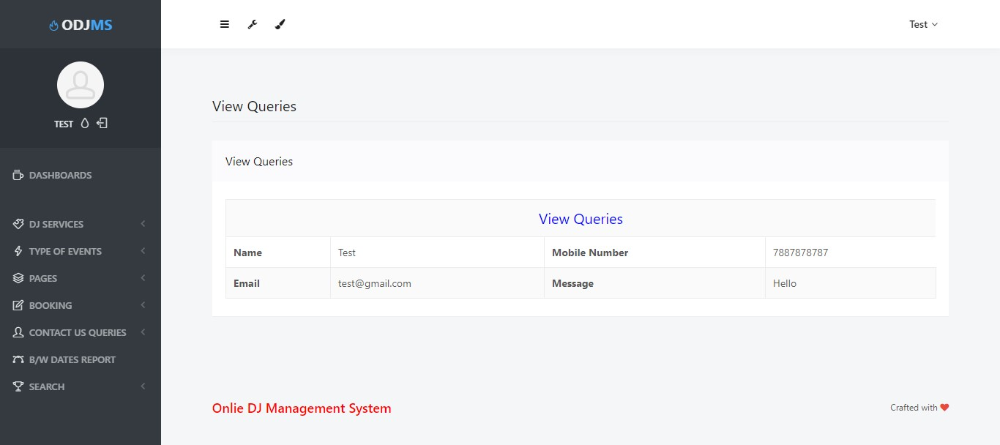 ODJMS
Test
TEST
DASHBOARDS
DJ SERVICES
TYPE OF EVENTS
PAGES
BOOKING
CONTACT US QUERIES
B/W DATES REPORT
SEARCH
View Queries
View Queries
View Queries
Name Test Mobile Number 7887878787
Email test@gmail.com Message Hello
Onlie DJ Management System
Crafted with